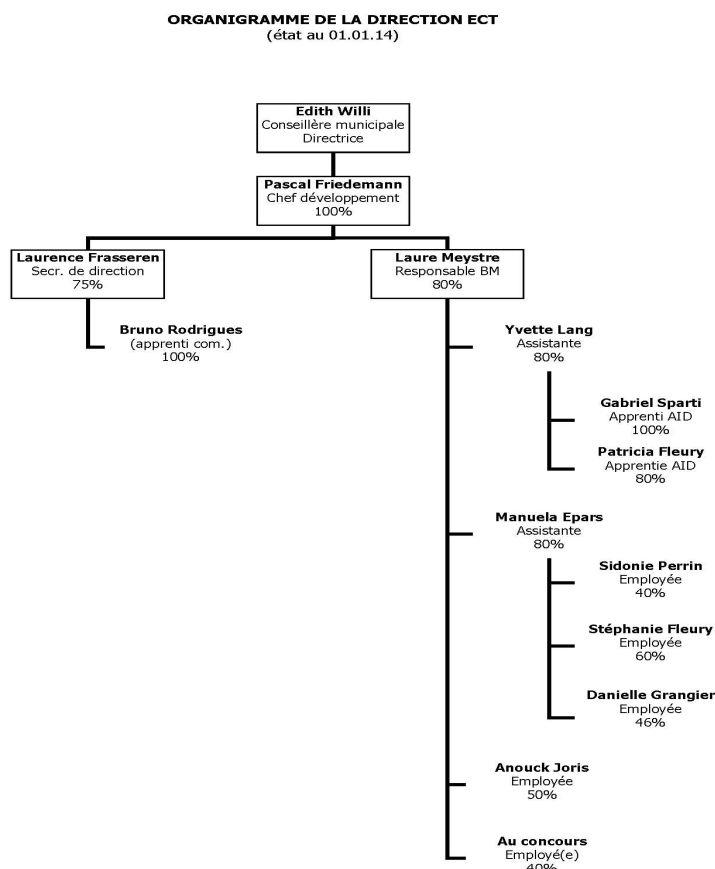 ORGANIGRAMME DE LA DIRECTION ECT
(état au 01.01.14)
Edith Willi
Conseillère municipale
Directrice
Pascal Friedemann
Chef développement
100%
Laurence Frasseren
Secr. de direction
75%
Bruno Rodrigues
(apprenti com.)
100%
Laure Meystre
Responsable BM
80%
Yvette Lang
Assistante
80%
Gabriel Sparti
Apprenti AID
100%
Patricia Fleury
Apprentie AID
80%
Manuela Epars
Assistante
80%
Sidonie Perrin
Employée
40%
Stéphanie Fleury
Employée
60%
Danielle Grangier
Employée
46%
Anouck Joris
Employée
50%
Au concours
Employé(e)
40%